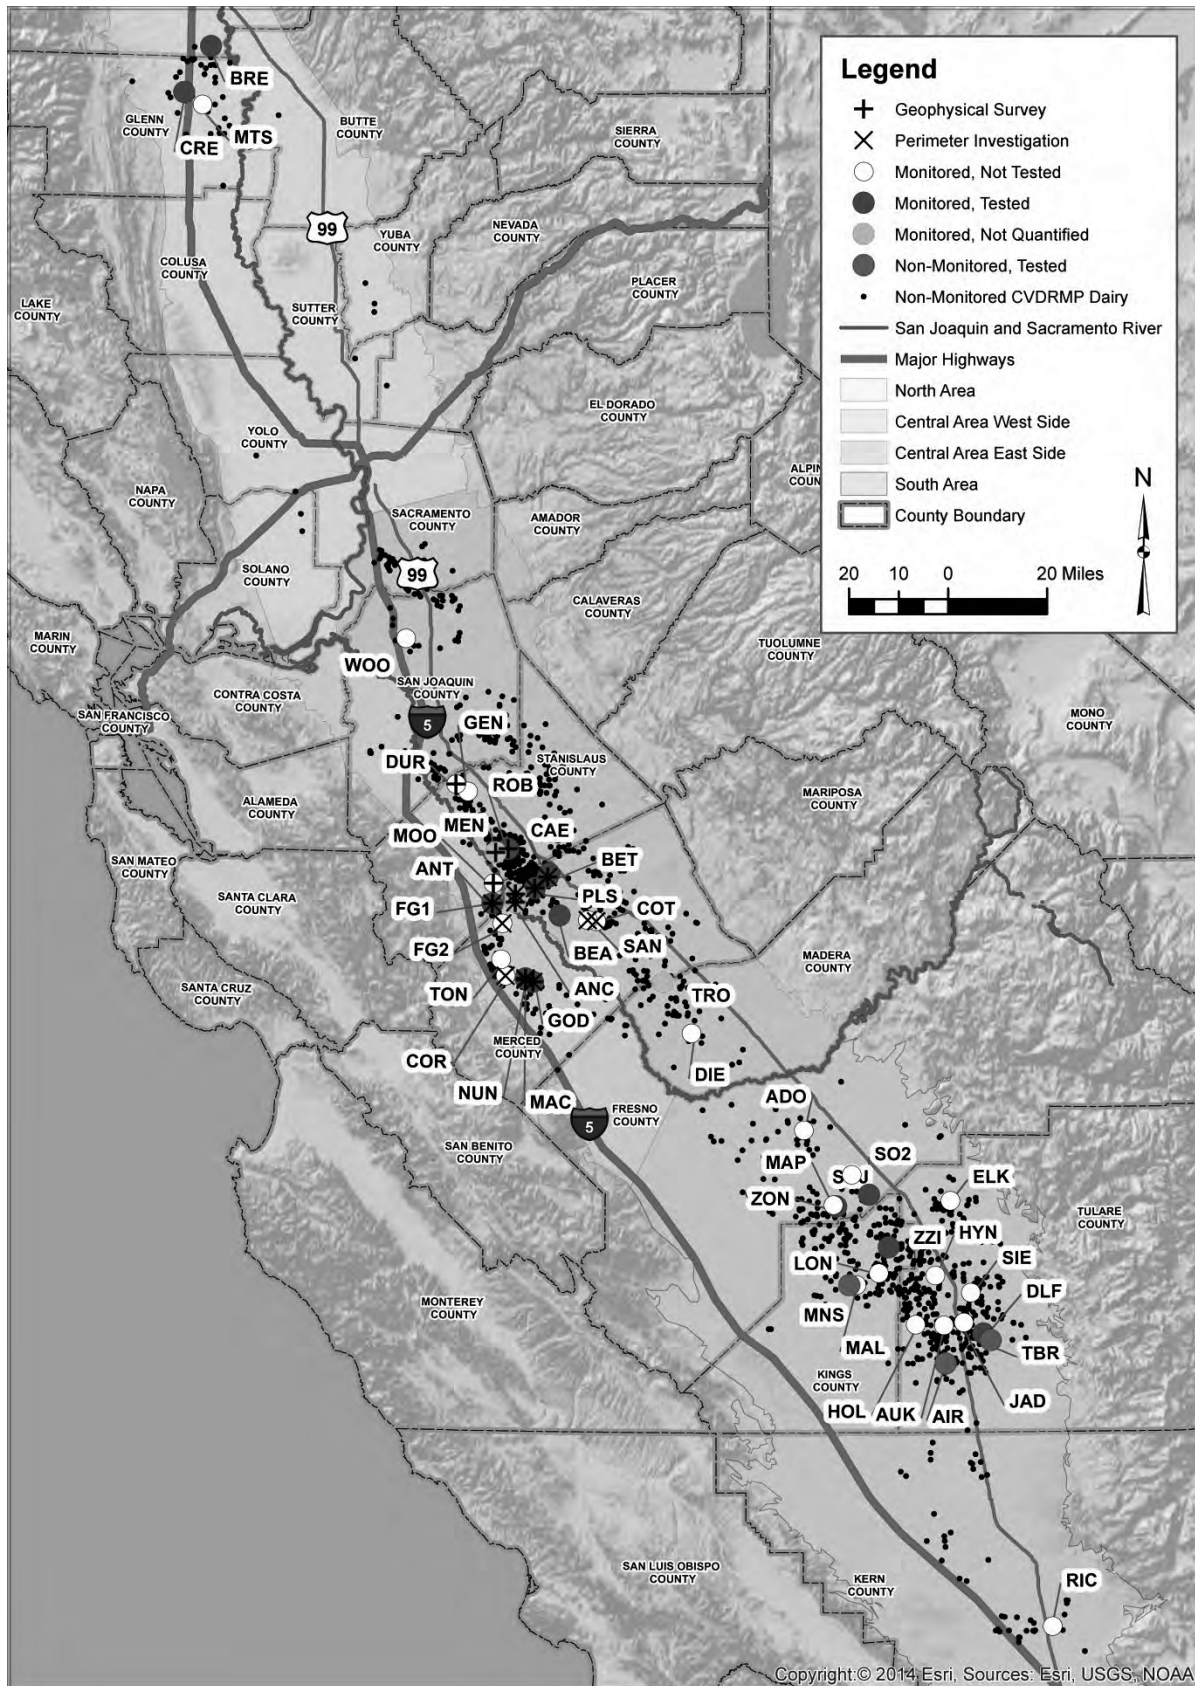 Legend
Geophysical Survey
Perimeter Investigation
Monitored, Not Tested
Monitored, Tested
Monitored, Not Quantified
Non-Monitored, Tested
Non-Monitored CVDRMP Dairy
San Joaquin and Sacramento River
Major Highways
North Area
Central Area West Side
Central Area East Side
South Area
County Boundary
N
20 10 0 20 Miles
BRE
GLENN
COUNTY
MTS
CRE
BUTTE
COUNTY
SIERRA
COUNTY
99
YUBA
COUNTY
NEVADA
COUNTY
COLUSA
COUNTY
PLACER
COUNTY
LAKE
COUNTY
SUTTER
COUNTY
EL DORADO
COUNTY
YOLO
COUNTY
NAPA
COUNTY
ALPIN
COUN
SACRAMENTO
COUNTY
AMADOR
COUNTY
SOLANO
COUNTY
99
CALAVERAS
COUNTY
MARIN
COUNTY
TUOLUMNE
COUNTY
WOO
SAN JOAQUIN
COUNTY
CONTRA COSTA
COUNTY
SAN FRANCISCO
COUNTY
MONO
COUNTY
5
GEN
DUR
STANISLAUS
COUNTY
ROB
ALAMEDA
COUNTY
MARIPOSA
COUNTY
MEN
CAE
MOO
SAN MATEO
COUNTY
ANT
BET
SANTA CLARA
COUNTY
PLS
FG1
COT
FG2
SAN
BEA
MADERA
COUNTY
SANTA CRUZ
COUNTY
TON
ANC
TRO
GOD
MERCED
COUNTY
COR
DIE
NUN
MAC
ADO
FRESNO
COUNTY
5
SAN BENITO
COUNTY
MAP
SO2
S J
ZON
ELK
TULARE
COUNTY
ZZI
HYN
LON
SIE
DLF
MONTEREY
COUNTY
MNS
MAL
TBR
KINGS
COUNTY
JAD
HOL
AUK
AIR
SAN LUIS OBISPO
COUNTY
KERN
COUNTY
RIC
Copyright:© 2014 Esri, Sources: Esri, USGS, NOAA